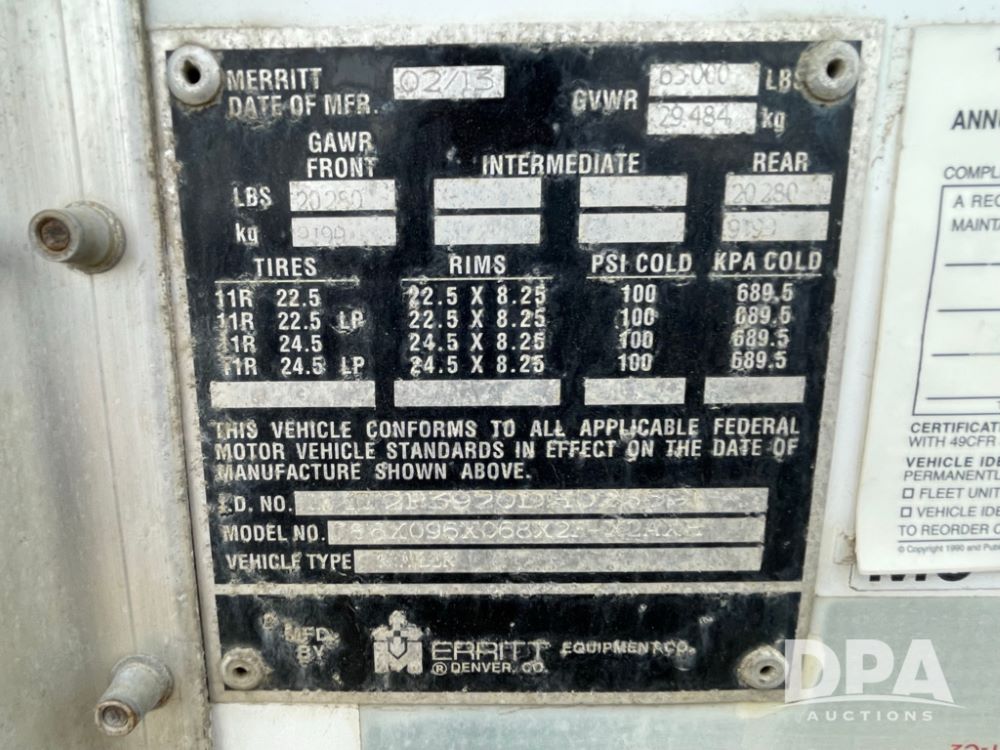 MERRITT
DATE OF MFR. 02/13
GVWR 65000 LBS
29.484 kg
GAWR
FRONT INTERMEDIATE REAR
LBS 20280 20280
kg 9199 9199
TIRES RIMS PSI COLD KPA COLD
11R 22.5 22.5 X 8.25 100 689.5
11R 22.5 LP 22.5 X 8.25 100 689.5
11R 24.5 24.5 X 8.25 100 689.5
11R 24.5 LP 24.5 X 8.25 100 689.5
THIS VEHICLE CONFORMS TO ALL APPLICABLE FEDERAL
MOTOR VEHICLE STANDARDS IN EFFECT ON THE DATE OF
MANUFACTURE SHOWN ABOVE.
I.D. NO.
MODEL NO.
VEHICLE TYPE
MFD.
BY
MERRITT EQUIPMENT CO.
® DENVER, CO.
ANN
COMPL
A REC
MAINTA
CERTIFICAT
WITH 49CFR
VEHICLE IDE
PERMANENTL
FLEET UNIT
VEHICLE IDE
TO REORDER C
© Copyright 1990 and Pub
DPA
AUCTIONS